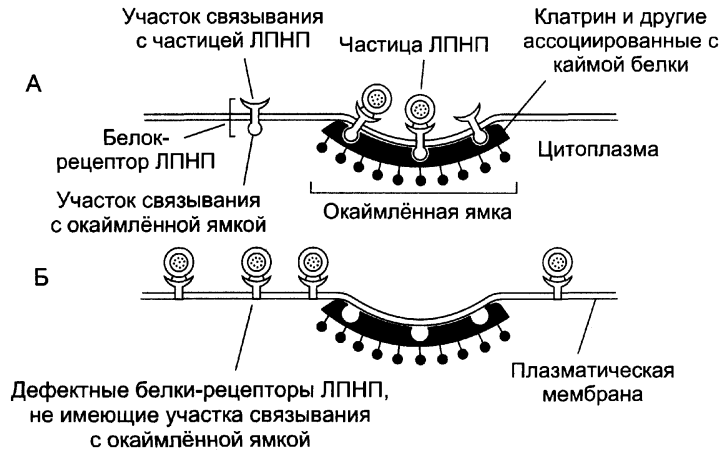 Участок связывания
с частицей ЛПНП
Частица ЛПНП
Клатрин и другие
ассоциированные с
каймой белки
А
Белок-
рецептор ЛПНП
Цитоплазма
Участок связывания
с окаймлённой ямкой
Окаймлённая ямка
Б
Дефектные белки-рецепторы ЛПНП,
не имеющие участка связывания
с окаймлённой ямкой
Плазматическая
мембрана